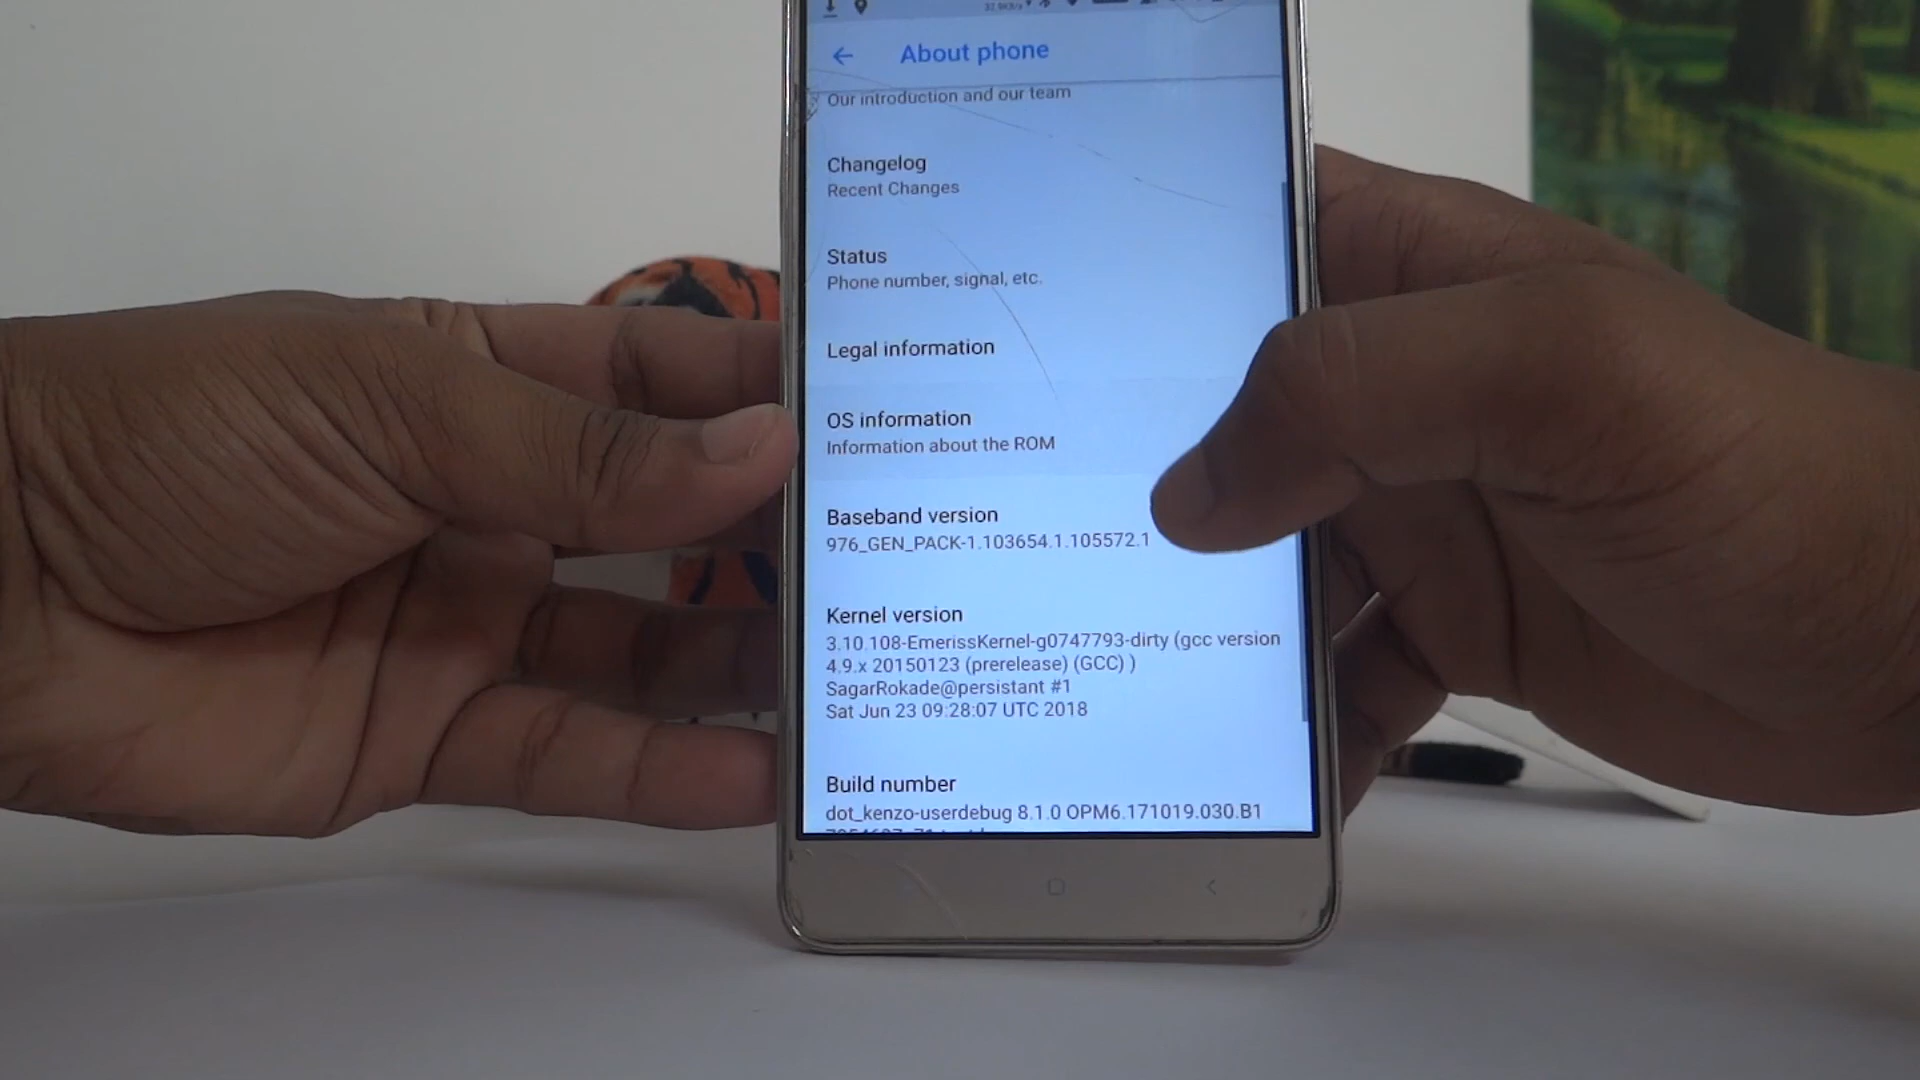 About phone
Our introduction and our team
Changelog
Recent Changes
Status
Phone number, signal, etc.
Legal information
OS information
Information about the ROM
Baseband version
976_GEN_PACK-1.103654.1.105572.1
Kernel version
3.10.108-EmerissKernel-g0747793-dirty (gcc version
4.9.x 20150123 (prerelease) (GCC) )
SagarRokade@persistant #1
Sat Jun 23 09:28:07 UTC 2018
Build number
dot_kenzo-userdebug 8.1.0 OPM6.171019.030.B1